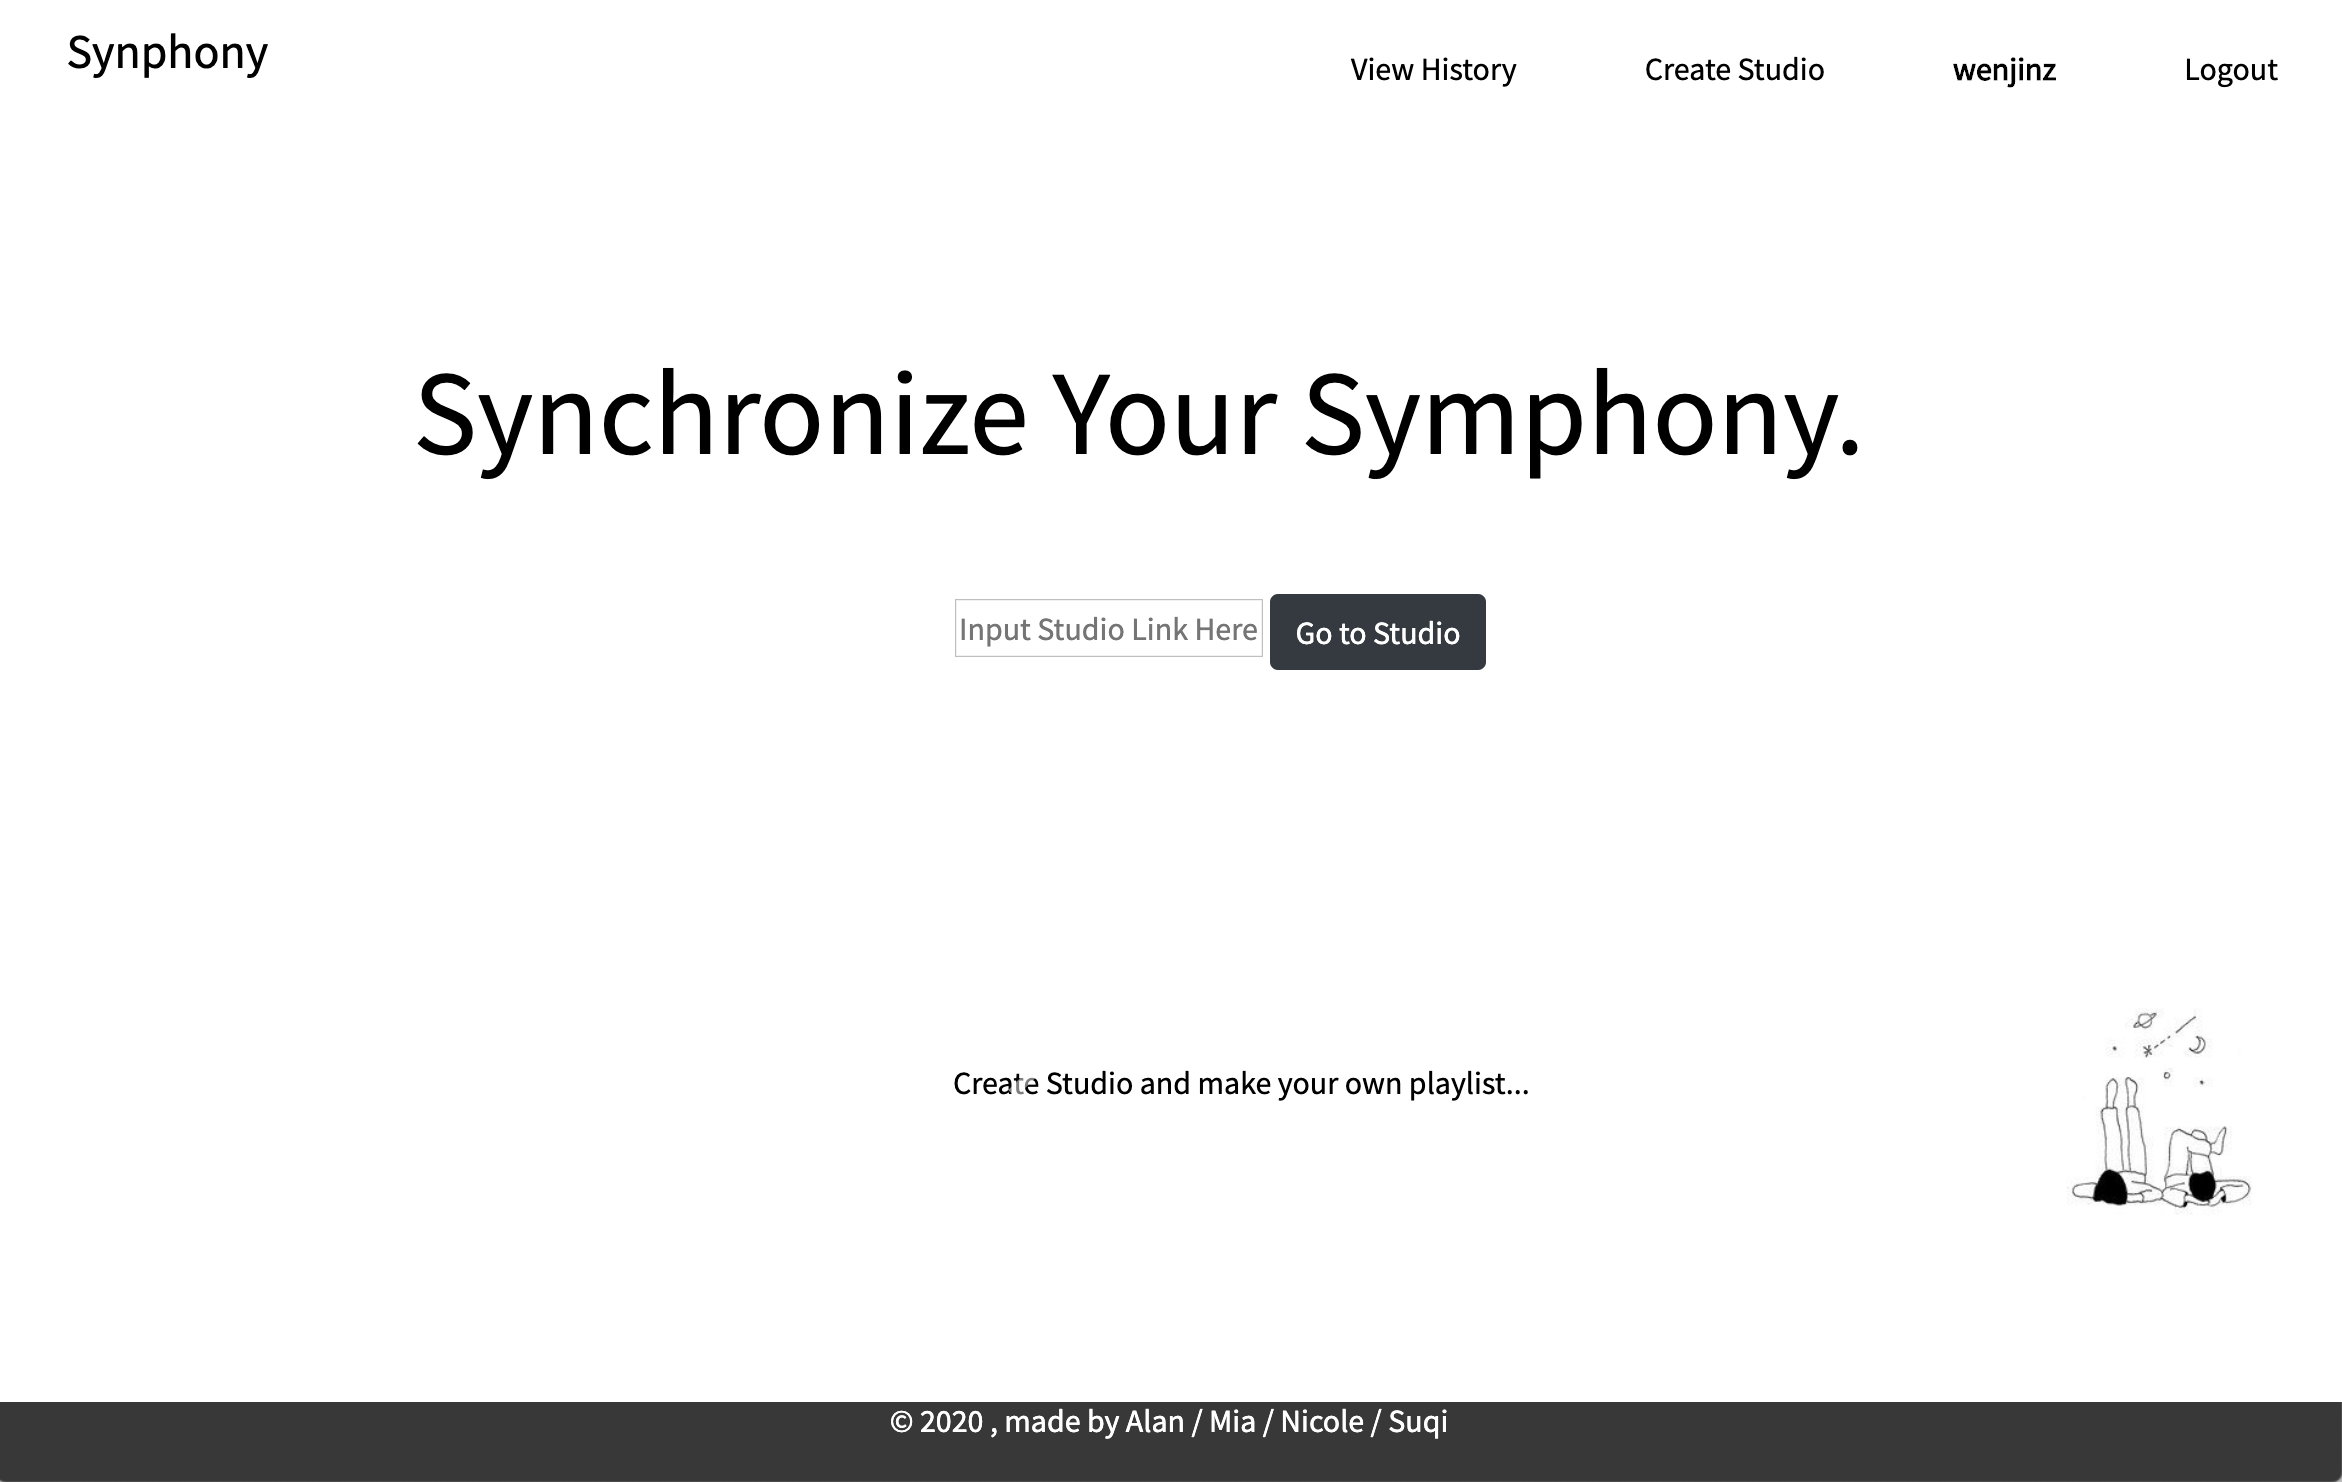 Synphony
View History
Create Studio
wenjinz
Logout
Synchronize Your Symphony.
Input Studio Link Here
Go to Studio
Create Studio and make your own playlist...
© 2020 , made by Alan / Mia / Nicole / Suqi